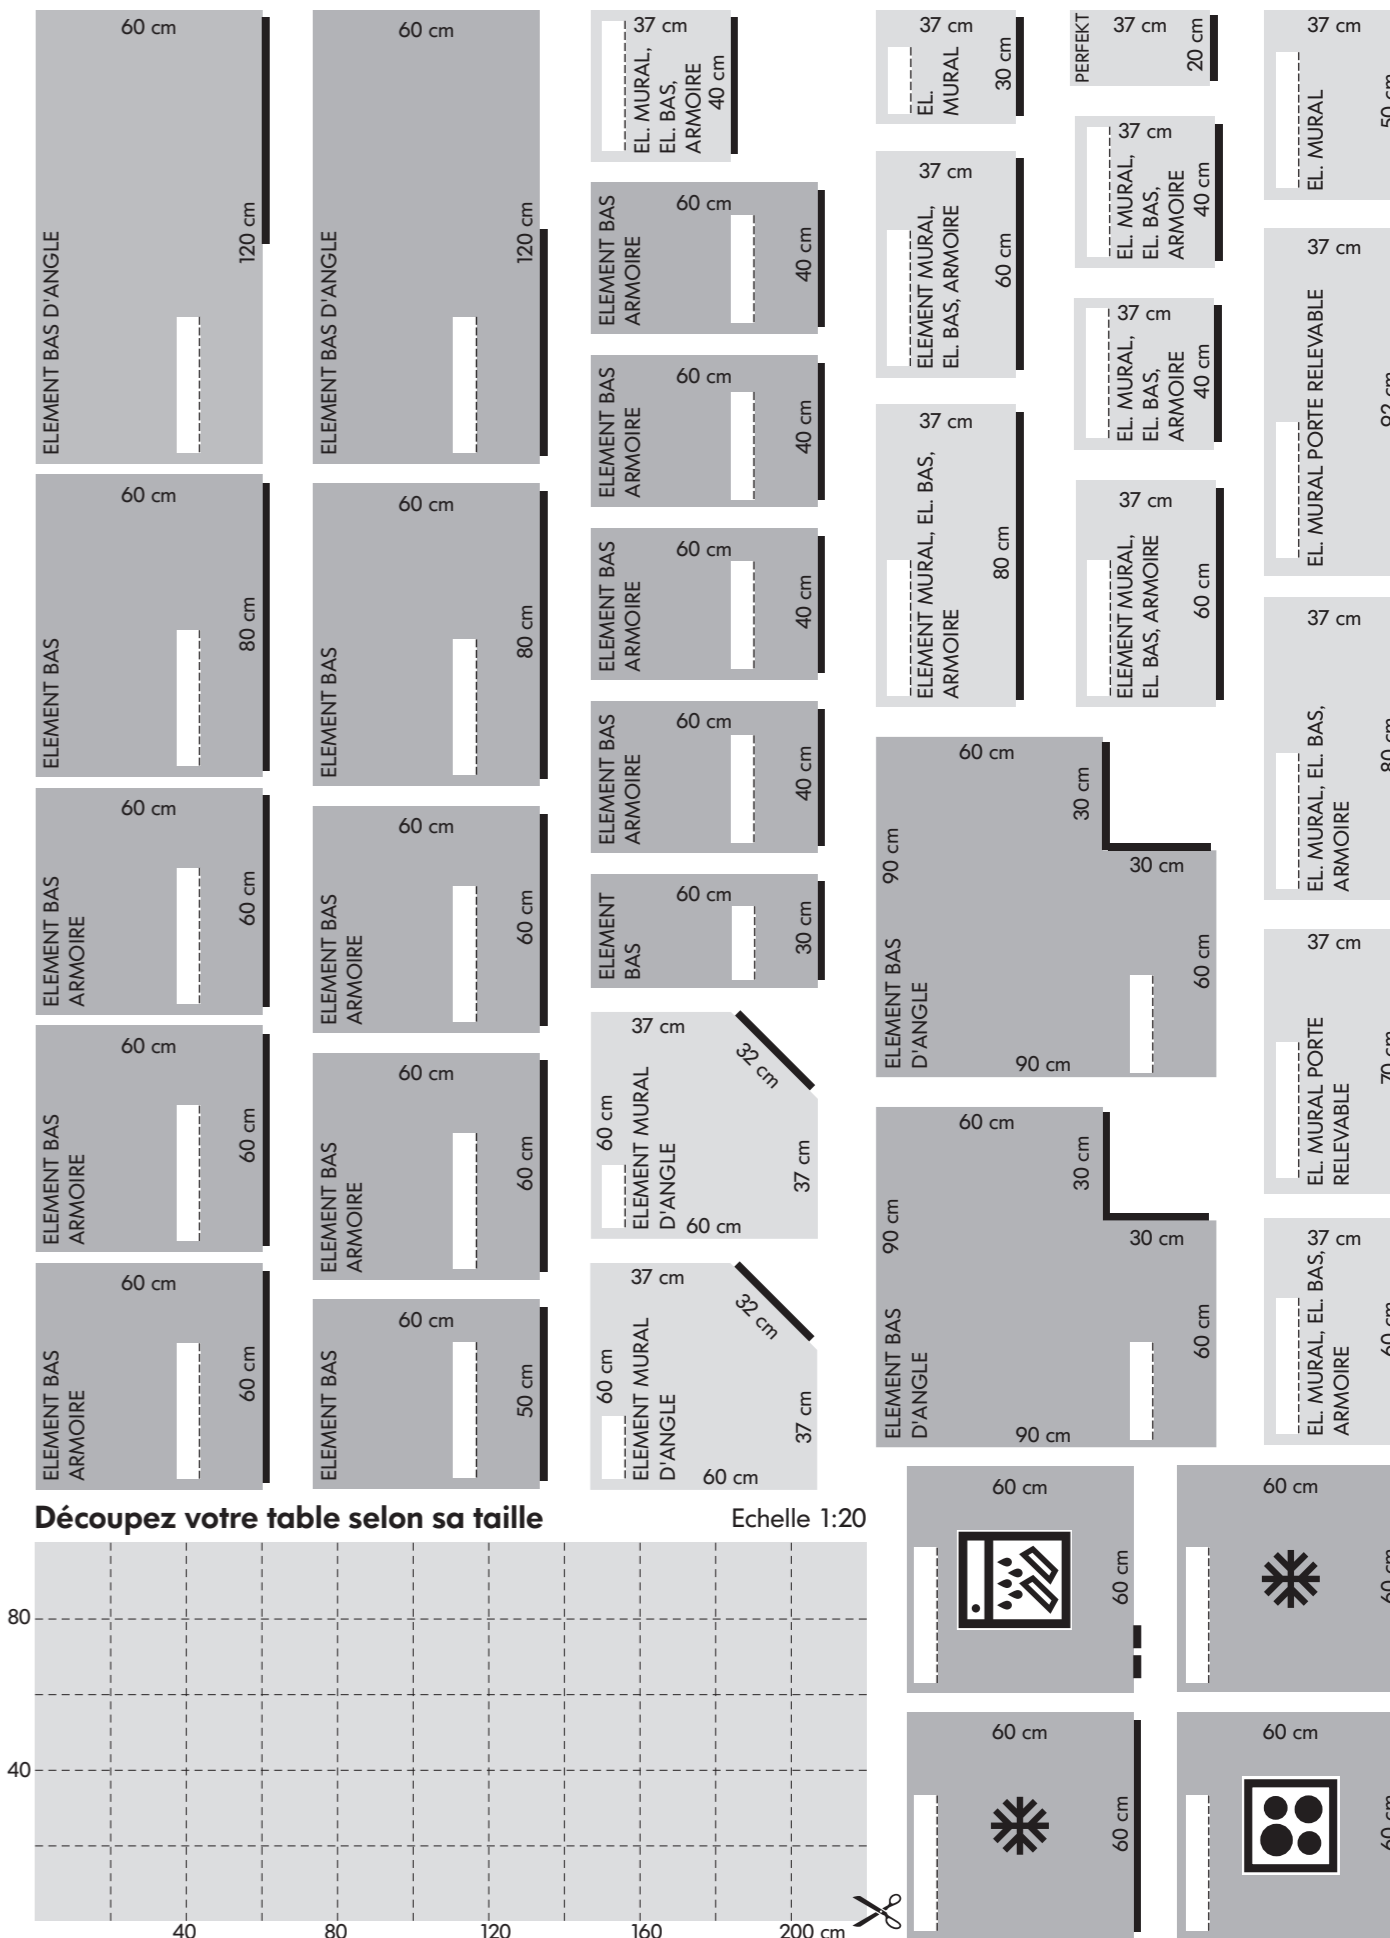 60 cm
120 cm
ELEMENT BAS D'ANGLE
60 cm
80 cm
ELEMENT BAS
60 cm
60 cm
ELEMENT BAS
ARMOIRE
60 cm
60 cm
ELEMENT BAS
ARMOIRE
60 cm
60 cm
ELEMENT BAS
ARMOIRE
60 cm
120 cm
ELEMENT BAS D'ANGLE
60 cm
80 cm
ELEMENT BAS
60 cm
60 cm
ELEMENT BAS
ARMOIRE
60 cm
60 cm
ELEMENT BAS
ARMOIRE
60 cm
50 cm
ELEMENT BAS
37 cm
EL. MURAL,
EL. BAS,
ARMOIRE
40 cm
60 cm
ELEMENT BAS
ARMOIRE
40 cm
60 cm
ELEMENT BAS
ARMOIRE
40 cm
60 cm
ELEMENT BAS
ARMOIRE
40 cm
60 cm
ELEMENT BAS
ARMOIRE
40 cm
60 cm
ELEMENT
BAS
30 cm
37 cm
32 cm
60 cm
ELEMENT MURAL
D'ANGLE
37 cm
60 cm
37 cm
32 cm
60 cm
ELEMENT MURAL
D'ANGLE
37 cm
60 cm
37 cm
EL.
MURAL
30 cm
37 cm
ELEMENT MURAL,
EL. BAS, ARMOIRE
60 cm
37 cm
ELEMENT MURAL, EL. BAS,
ARMOIRE
80 cm
PERFEKT
37 cm
20 cm
37 cm
EL. MURAL,
EL. BAS,
ARMOIRE
40 cm
37 cm
EL. MURAL,
EL. BAS,
ARMOIRE
40 cm
37 cm
ELEMENT MURAL,
EL. BAS, ARMOIRE
60 cm
60 cm
30 cm
90 cm
30 cm
ELEMENT BAS
D'ANGLE
60 cm
90 cm
60 cm
30 cm
90 cm
30 cm
ELEMENT BAS
D'ANGLE
60 cm
90 cm
37 cm
EL. MURAL
50 cm
37 cm
EL. MURAL PORTE RELEVABLE
92 cm
37 cm
EL. MURAL, EL. BAS,
ARMOIRE
80 cm
37 cm
EL. MURAL PORTE
RELEVABLE
70 cm
37 cm
EL. MURAL, EL. BAS,
ARMOIRE
60 cm
Découpez votre table selon sa taille
Echelle 1:20
80
40
40
80
120
160
200 cm
60 cm
60 cm
60 cm
60 cm
60 cm
60 cm
60 cm
60 cm